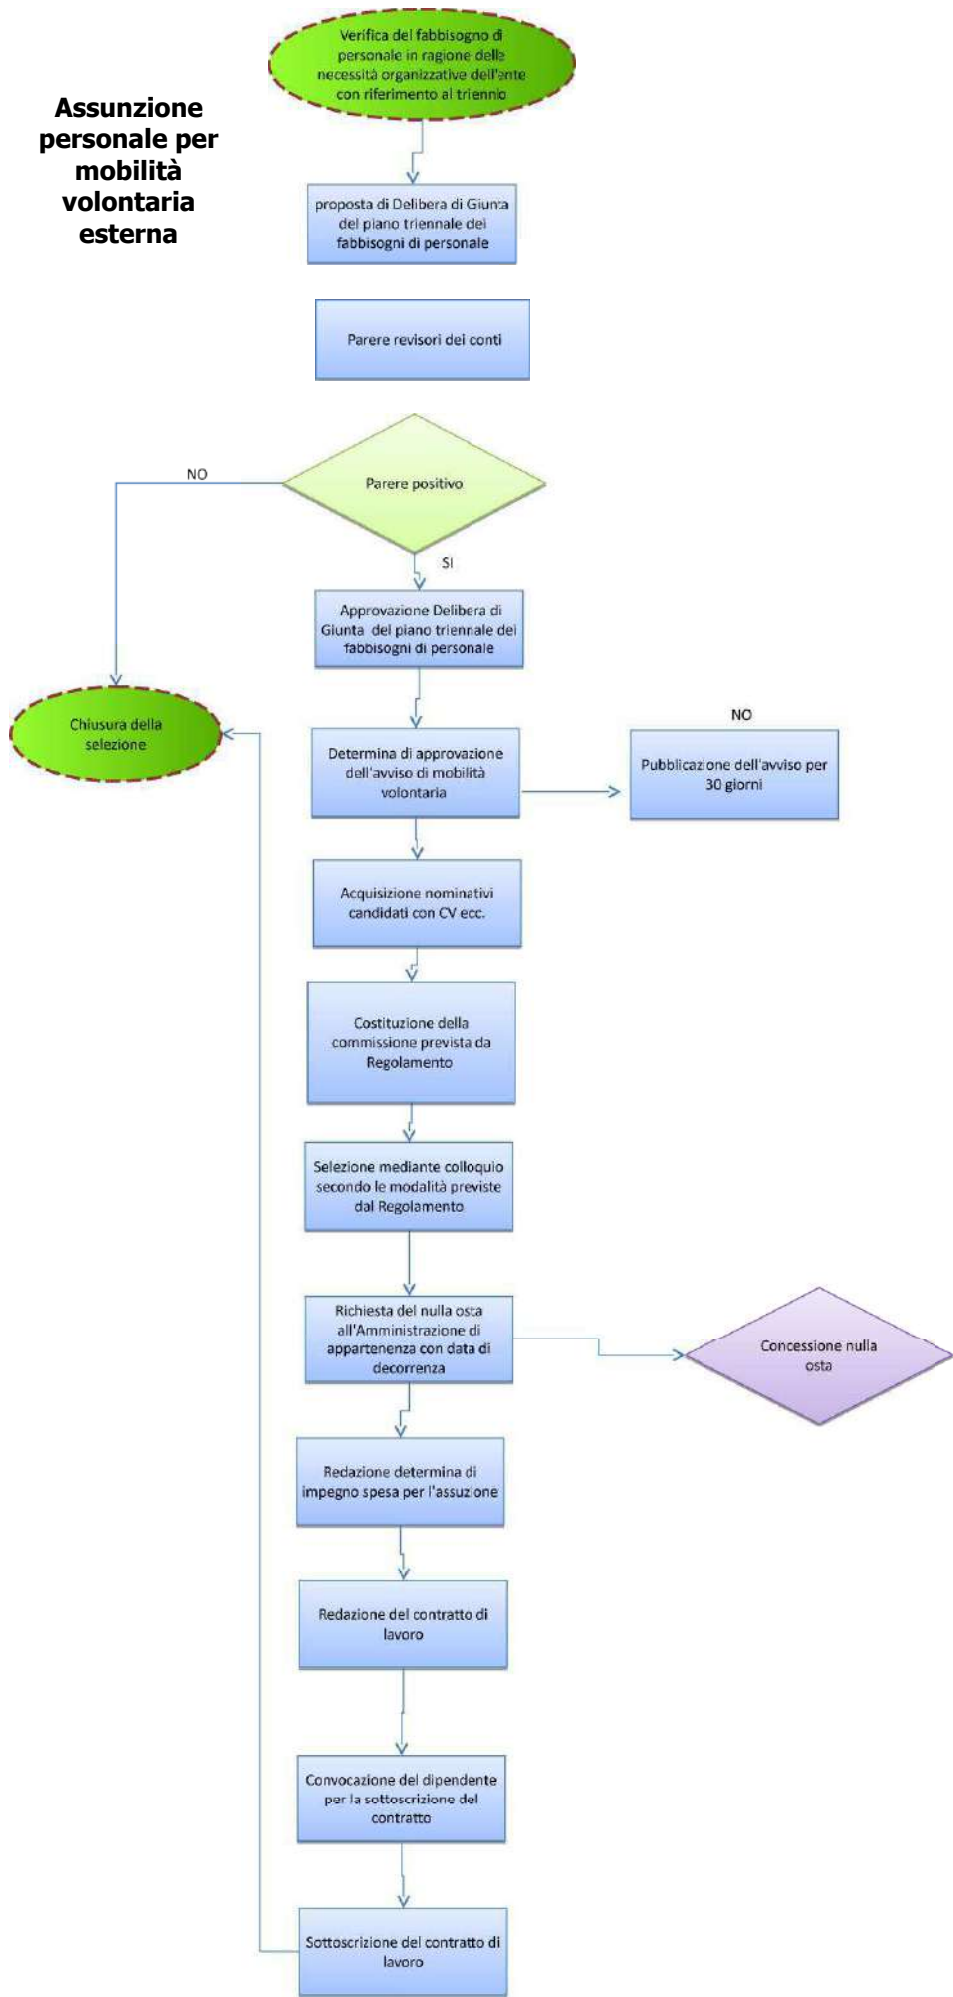 Verifica del fabbisogno di
personale in ragione delle
necessità organizzative dell'ente
con riferimento al triennio
Assunzione
personale per
mobilità
volontaria
esterna
proposta di Delibera di Giunta
del piano triennale dei
fabbisogni di personale
Parere revisori dei conti
NO
Parere positivo
SI
Approvazione Delibera di
Giunta del piano triennale dei
fabbisogni di personale
Chiusura della
selezione
NO
Determina di approvazione
dell'avviso di mobilità
volontaria
Pubblicazione dell'avviso per
30 giorni
Acquisizione nominativi
candidati con CV ecc.
Costituzione della
commissione prevista da
Regolamento
Selezione mediante colloquio
secondo le modalità previste
dal Regolamento
Richiesta del nulla osta
all'Amministrazione di
appartenenza con data di
decorrenza
Concessione nulla
osta
Redazione determina di
impegno spesa per l'assuzione
Redazione del contratto di
lavoro
Convocazione del dipendente
per la sottoscrizione del
contratto
Sottoscrizione del contratto di
lavoro